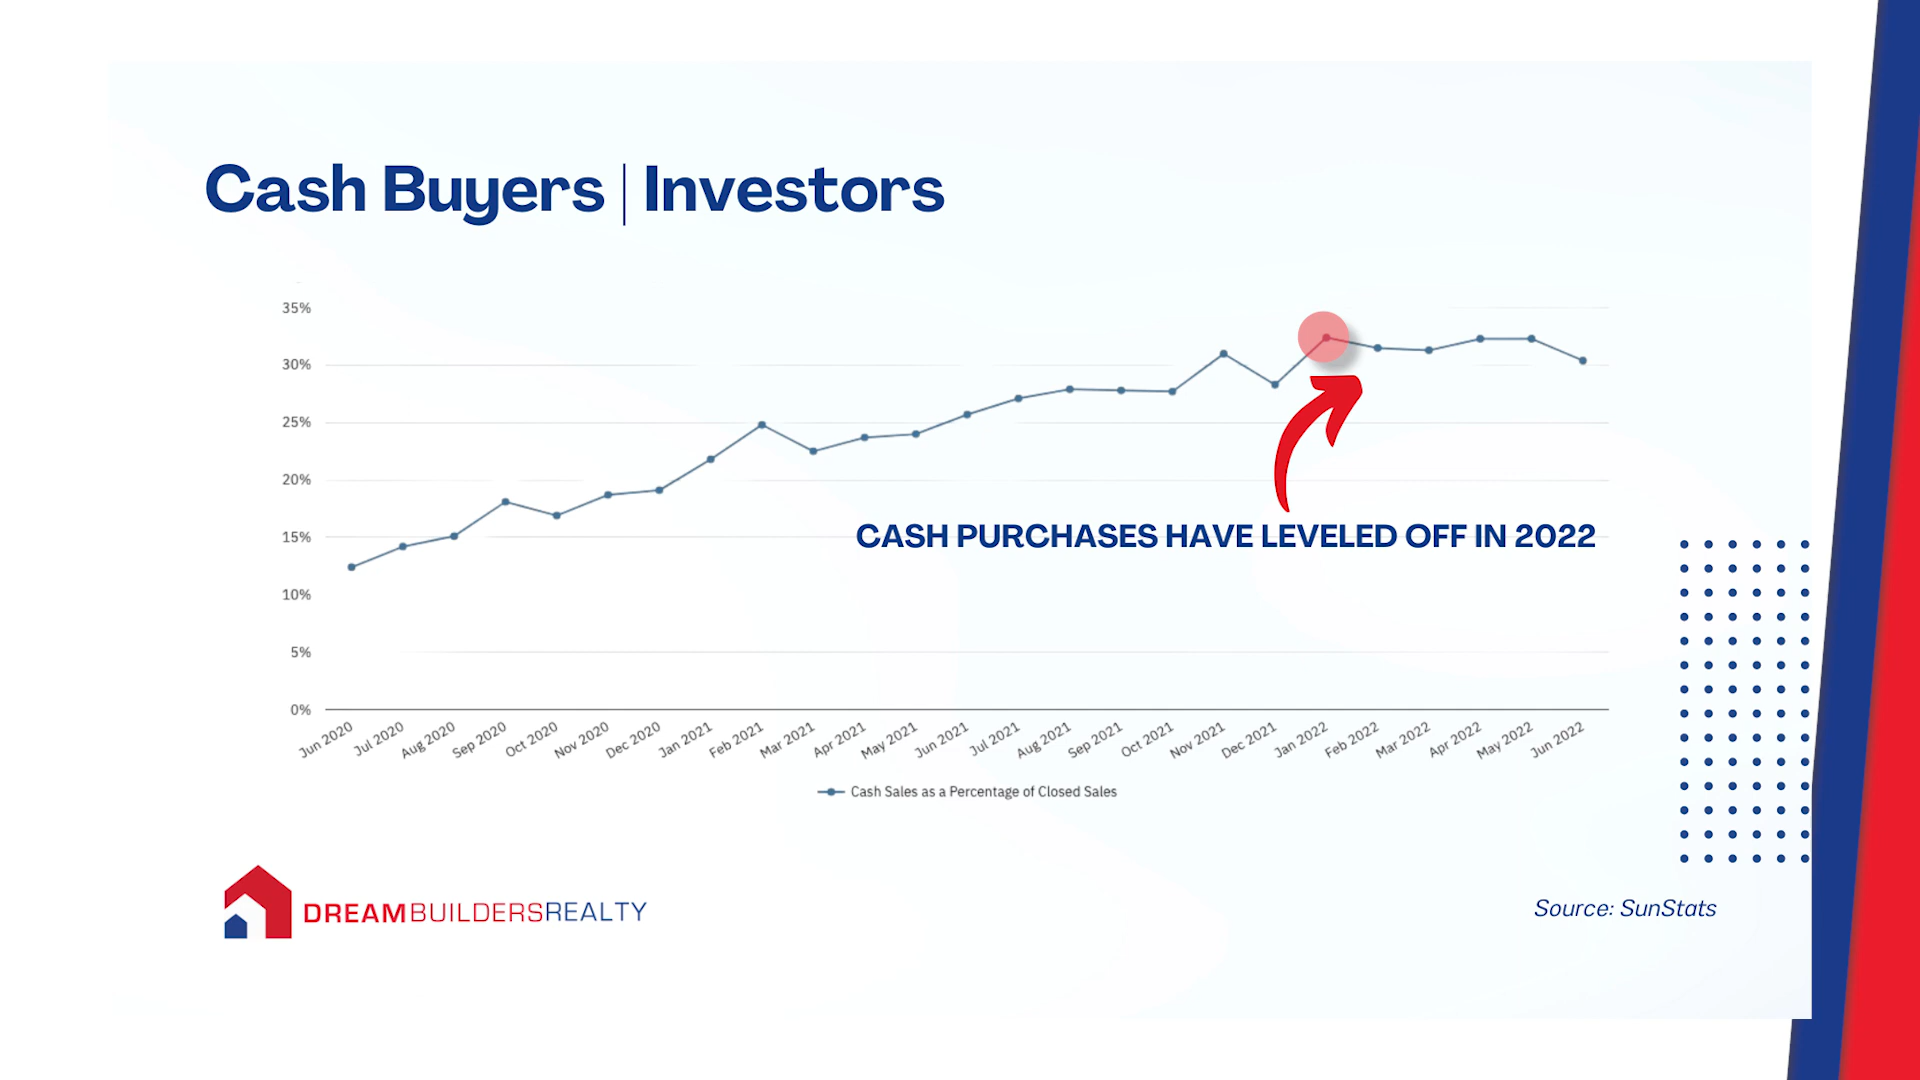 Cash Buyers | Investors
35%
30%
25%
20%
15%
10%
5%
0%
CASH PURCHASES HAVE LEVELED OFF IN 2022
Jun 2020
Jul 2020
Aug 2020
Sep 2020
Oct 2020
Nov 2020
Dec 2020
Jan 2021
Feb 2021
Mar 2021
Apr 2021
May 2021
Jun 2021
Jul 2021
Aug 2021
Sep 2021
Oct 2021
Nov 2021
Dec 2021
Jan 2022
Feb 2022
Mar 2022
Apr 2022
May 2022
Jun 2022
Cash Sales as a Percentage of Closed Sales
DREAMBUILDERSREALTY
Source: SunStats